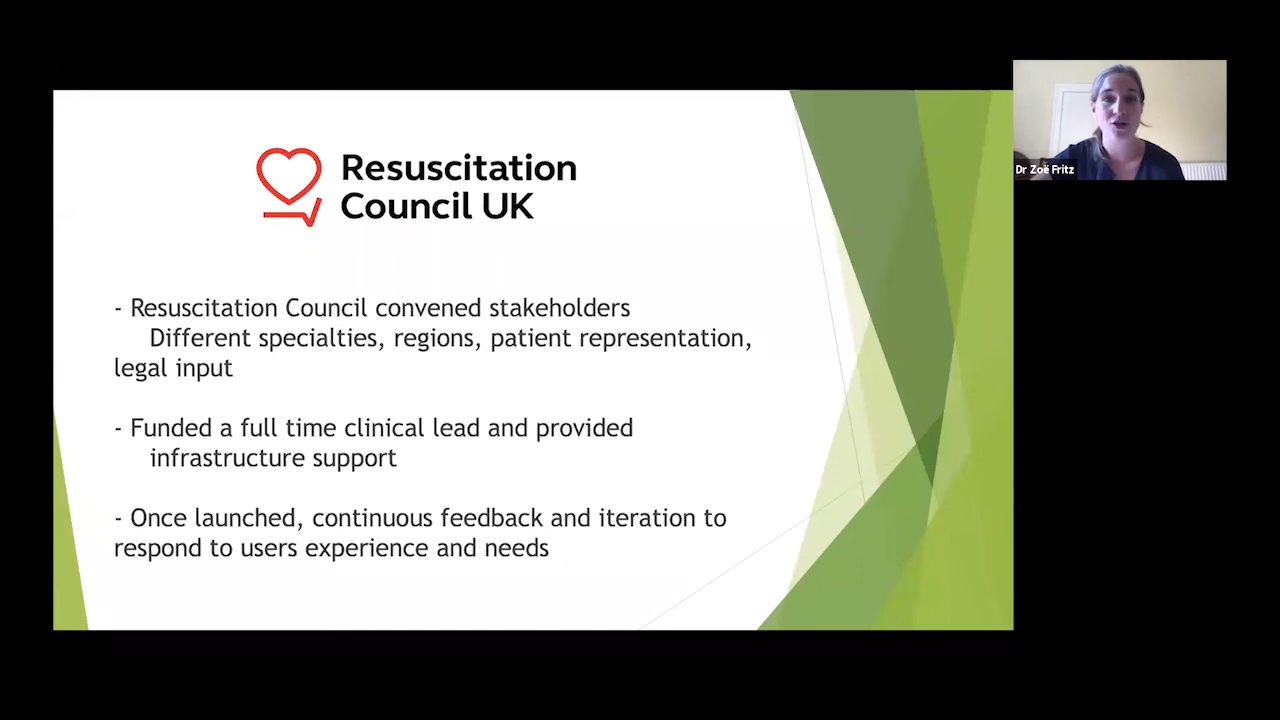 Resuscitation
Council UK
Dr Zoë Fritz
- Resuscitation Council convened stakeholders
Different specialties, regions, patient representation,
legal input
- Funded a full time clinical lead and provided
infrastructure support
- Once launched, continuous feedback and iteration to
respond to users experience and needs